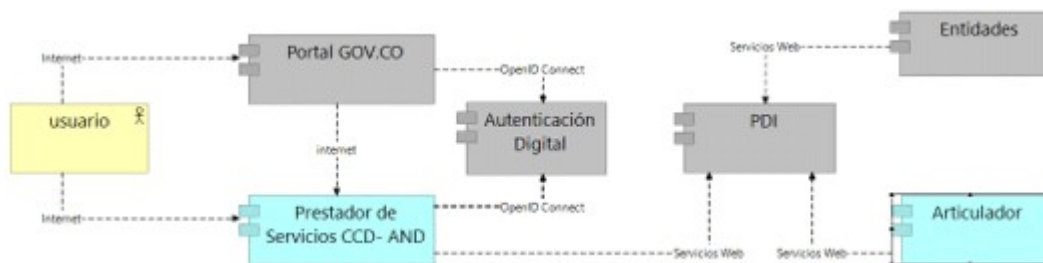 Entidades
Portal GOV.CO
Servicios Web
Internet
OpenID Connect
usuario
Autenticación
Digital
PDI
internet
Prestador de
Servicios CCD- AND
Articulador
Internet
OpenID Connect
Servicios Web
Servicios Web